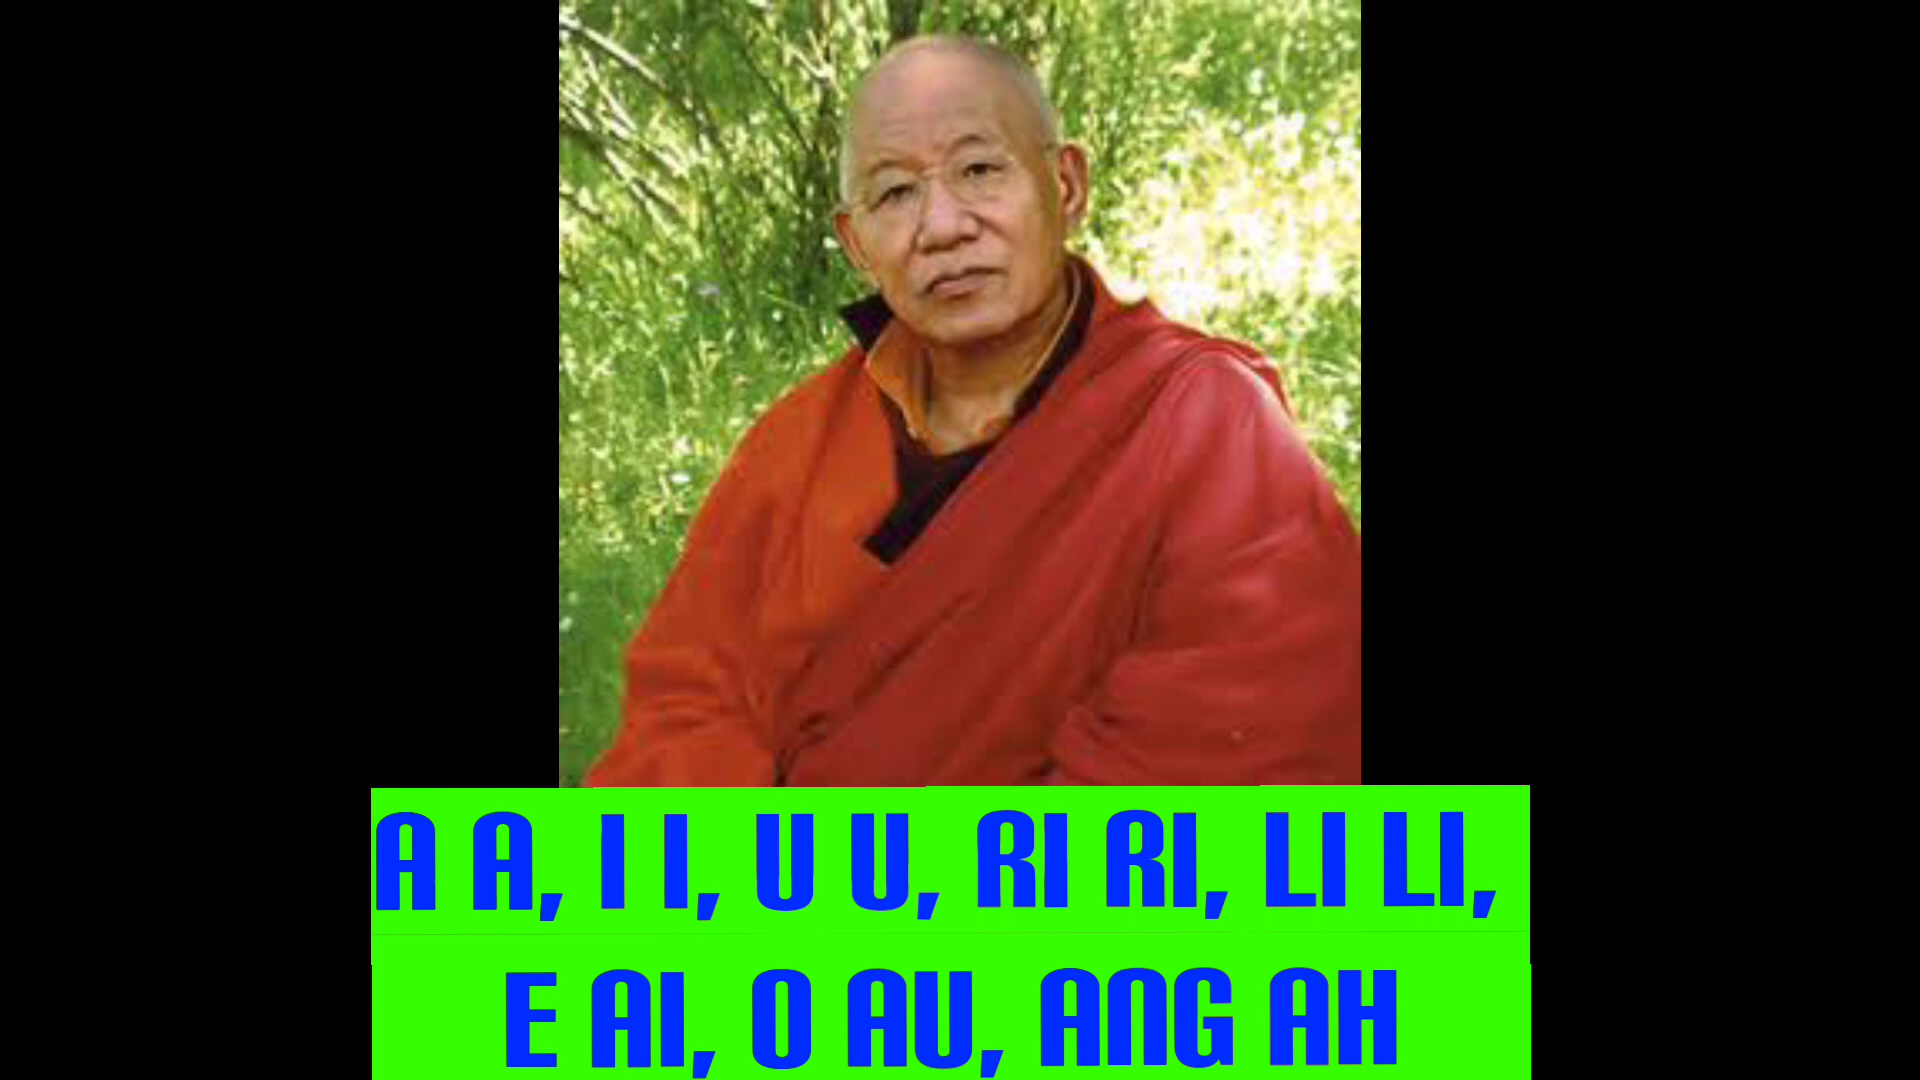 A A, I I, U U, RI RI, LI LI,
E AI, O AU, ANG AH